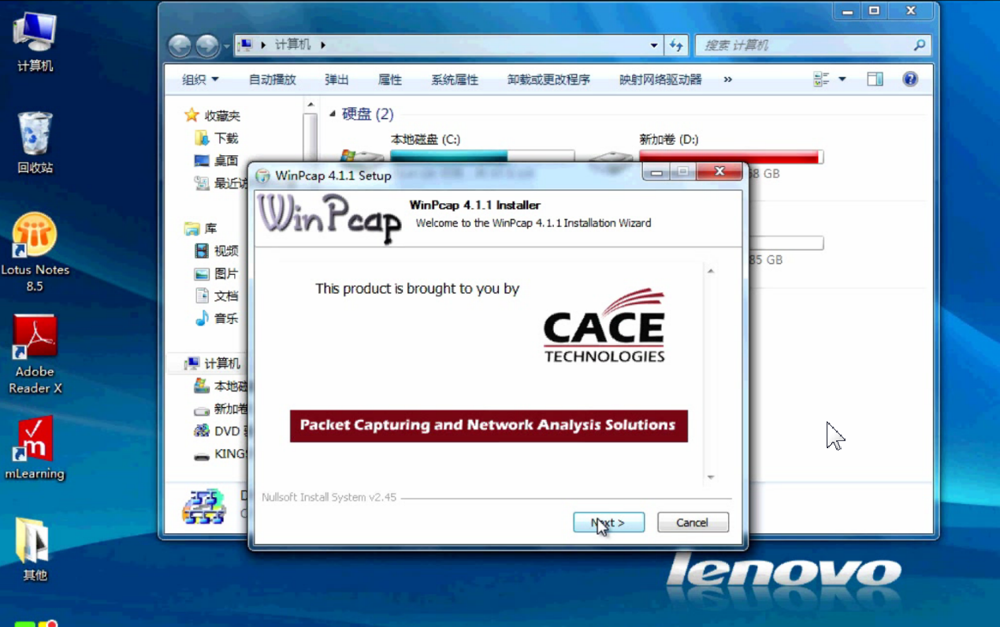 计算机
回收站
Lotus Notes
8.5
Adobe
Reader X
mLearning
其他
计算机
搜索 计算机
组织
自动播放
弹出
属性
系统属性
卸载或更改程序
映射网络驱动器
»
收藏夹
下载
桌面
最近访
库
视频
图片
文档
音乐
计算机
本地磁
新加卷
DVD
KINGS
硬盘 (2)
本地磁盘 (C:)
新加卷 (D:)
8 GB
85 GB
WinPcap 4.1.1 Setup
WinPcap
WinPcap 4.1.1 Installer
Welcome to the WinPcap 4.1.1 Installation Wizard
This product is brought to you by
CACE
TECHNOLOGIES
Packet Capturing and Network Analysis Solutions
Nullsoft Install System v2.45
Next >
Cancel
lenovo